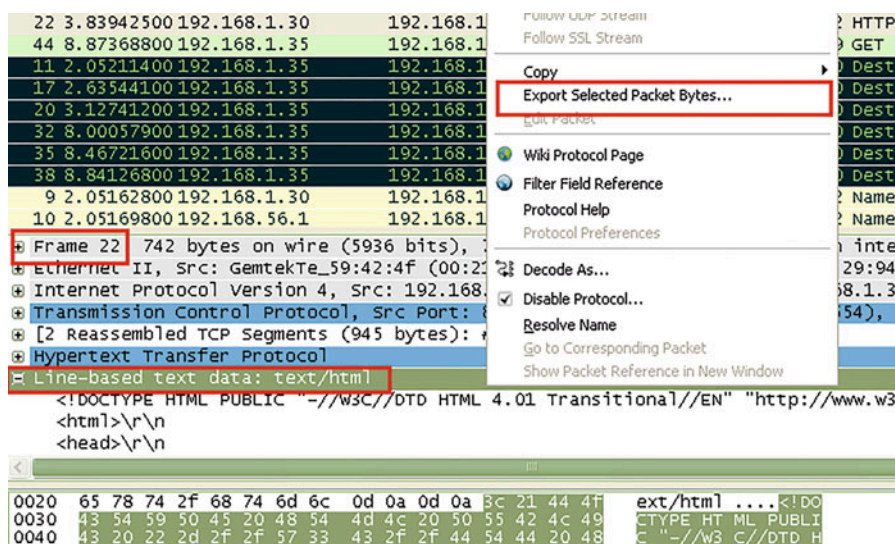 Follow UDP Stream
22 3.83942500 192.168.1.30 192.168.1 HTTP
Follow SSL Stream
44 8.87368800 192.168.1.35 192.168.1 GET
11 2.05211400 192.168.1.35 192.168.1 Dest
Copy
17 2.63544100 192.168.1.35 192.168.1 Dest
Export Selected Packet Bytes...
20 3.12741200 192.168.1.35 192.168.1 Dest
Edit Packet
32 8.00057900 192.168.1.35 192.168.1 Dest
35 8.46721600 192.168.1.35 192.168.1 Dest
Wiki Protocol Page
38 8.84126800 192.168.1.35 192.168.1 Dest
Filter Field Reference
9 2.05162800 192.168.1.30 192.168.1 Name
Protocol Help
10 2.05169800 192.168.56.1 192.168.1 Name
Protocol Preferences
Frame 22 742 bytes on wire (5936 bits), inte
Ethernet II, Src: GemtekTe_59:42:4f (00:21 29:94
Decode As...
Internet Protocol Version 4, Src: 192.168. 68.1.3
Disable Protocol...
Transmission Control Protocol, Src Port: 54),
Resolve Name
[2 Reassembled TCP Segments (945 bytes): #
Go to Corresponding Packet
Hypertext Transfer Protocol
Show Packet Reference in New Window
Line-based text data: text/html
<!DOCTYPE HTML PUBLIC "-//W3C//DTD HTML 4.01 Transitional//EN" "http://www.w3
<html>\r\n
<head>\r\n
0020 65 78 74 2f 68 74 6d 6c 0d 0a 0d 0a 3c 21 44 4f ext/html ....<!DO
0030 43 54 59 50 45 20 48 54 4d 4c 20 50 55 42 4c 49 CTYPE HT ML PUBLI
0040 43 20 22 2d 2f 2f 57 33 43 2f 2f 44 54 44 20 48 C "-//W3 C//DTD H